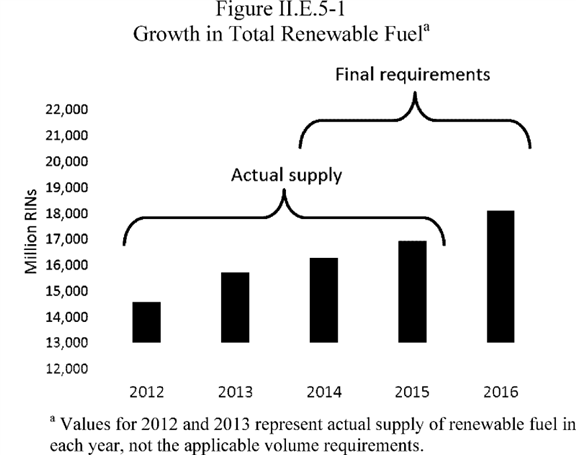 Figure II.E.5-1
Growth in Total Renewable Fuelᵃ
Final requirements
Actual supply
Million RINs
22,000
21,000
20,000
19,000
18,000
17,000
16,000
15,000
14,000
13,000
12,000
2012 2013 2014 2015 2016
ᵃ Values for 2012 and 2013 represent actual supply of renewable fuel in
each year, not the applicable volume requirements.